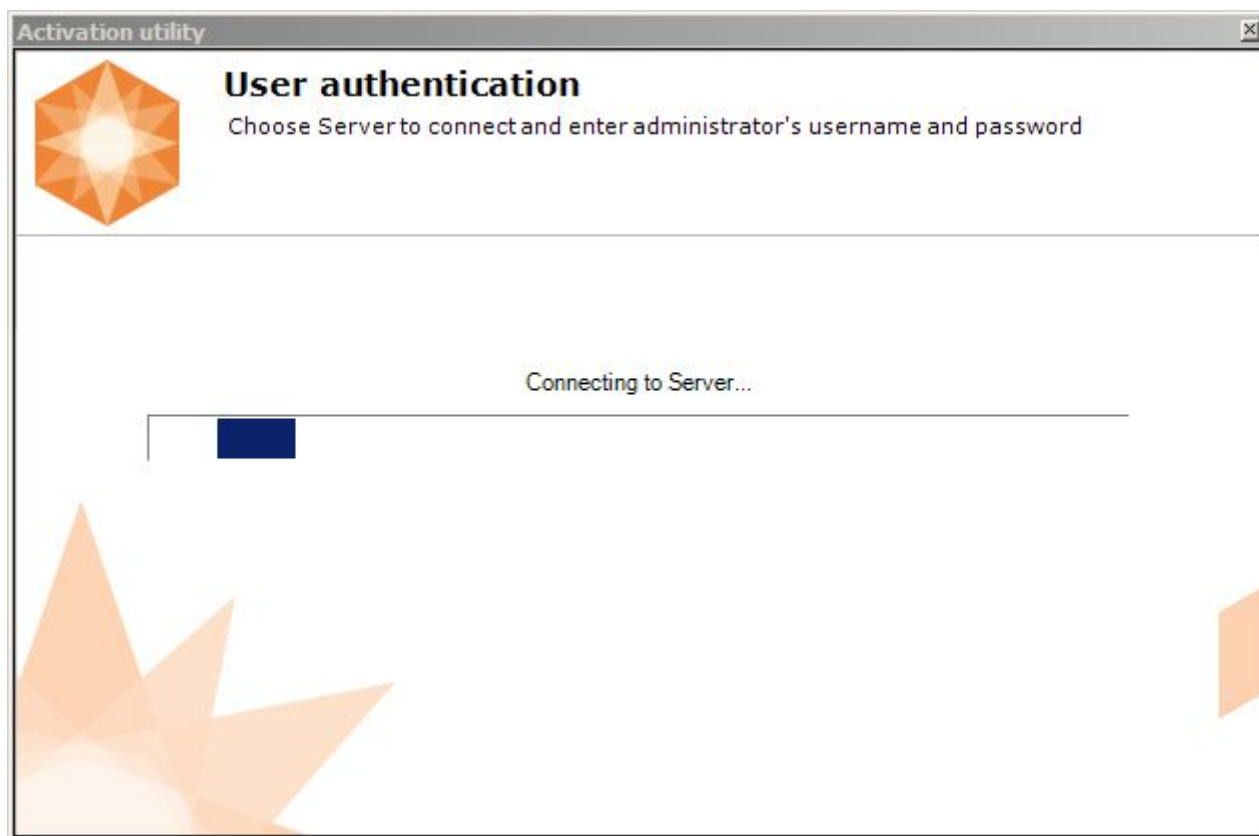 Activation utility
User authentication
Choose Server to connect and enter administrator's username and password
Connecting to Server...